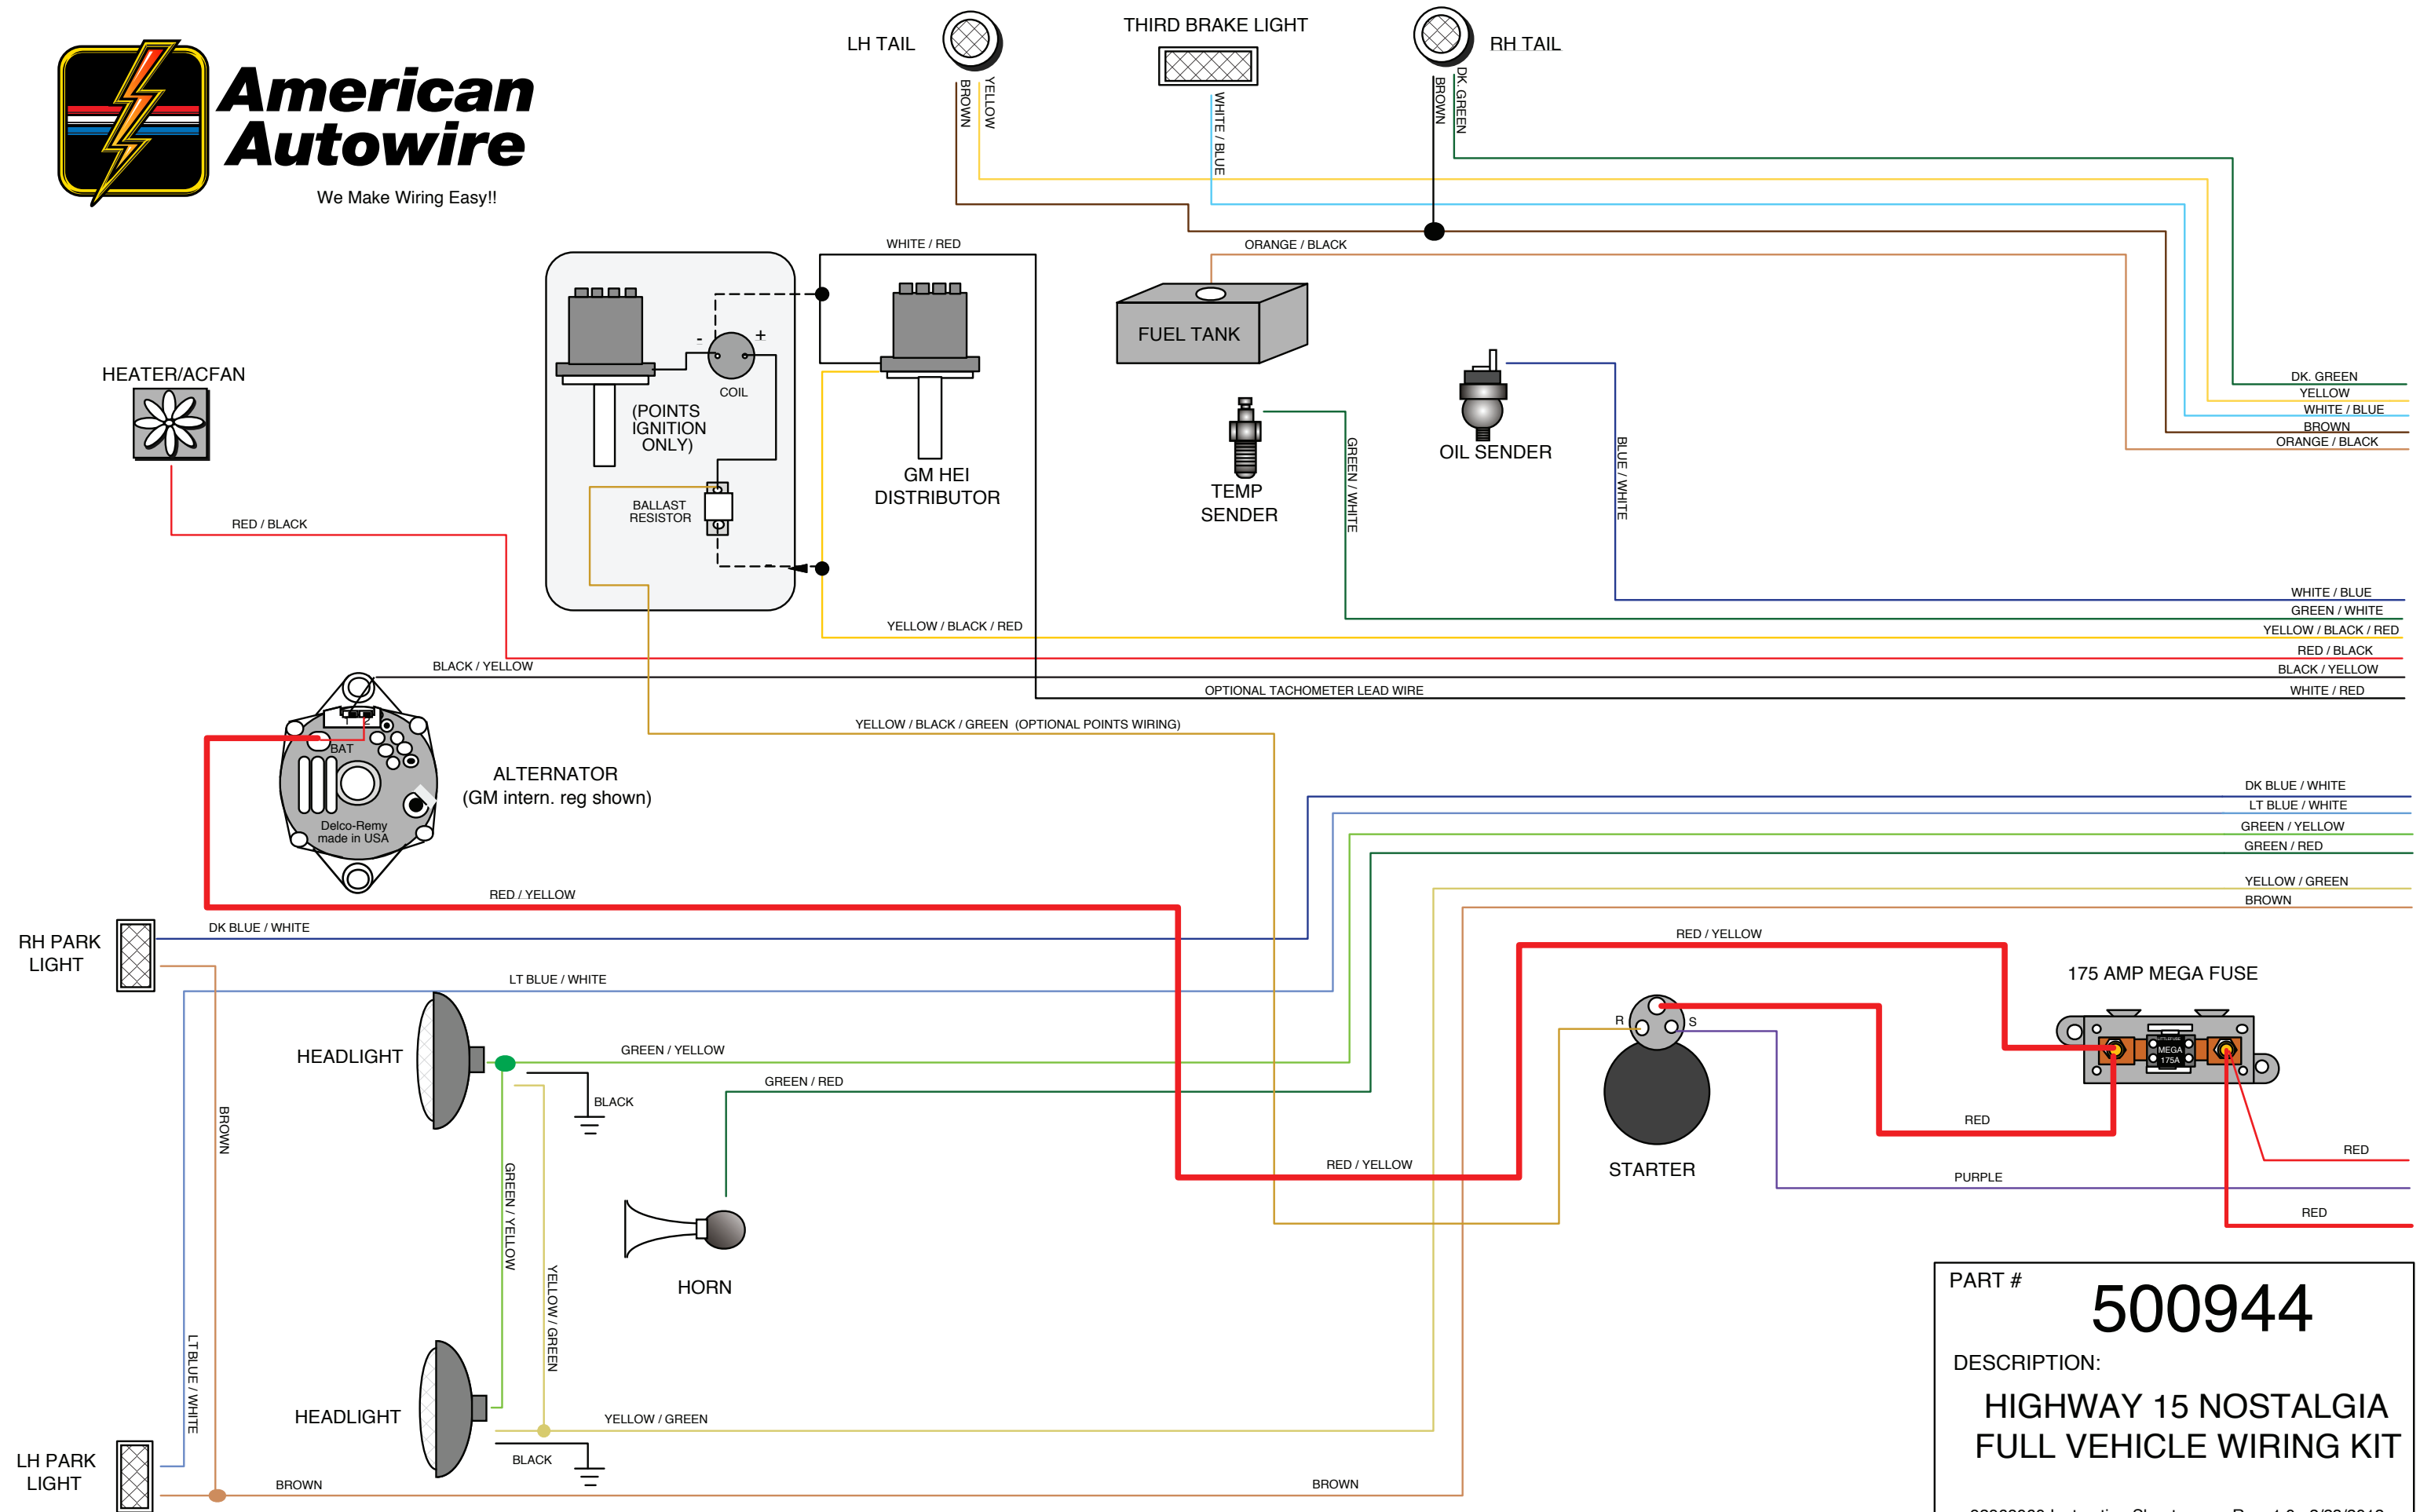 American
Autowire
We Make Wiring Easy!!
LH TAIL
THIRD BRAKE LIGHT
RH TAIL
BROWN
YELLOW
WHITE / BLUE
BROWN
DK. GREEN
WHITE / RED
ORANGE / BLACK
FUEL TANK
- +
COIL
(POINTS
IGNITION
ONLY)
BALLAST
RESISTOR
GM HEI
DISTRIBUTOR
HEATER/ACFAN
RED / BLACK
TEMP
SENDER
GREEN / WHITE
OIL SENDER
BLUE / WHITE
DK. GREEN
YELLOW
WHITE / BLUE
BROWN
ORANGE / BLACK
WHITE / BLUE
GREEN / WHITE
YELLOW / BLACK / RED
YELLOW / BLACK / RED
RED / BLACK
BLACK / YELLOW
BLACK / YELLOW
OPTIONAL TACHOMETER LEAD WIRE
WHITE / RED
YELLOW / BLACK / GREEN (OPTIONAL POINTS WIRING)
1 2
BAT
Delco-Remy
made in USA
ALTERNATOR
(GM intern. reg shown)
DK BLUE / WHITE
LT BLUE / WHITE
GREEN / YELLOW
GREEN / RED
YELLOW / GREEN
BROWN
RED / YELLOW
RH PARK
LIGHT
DK BLUE / WHITE
LT BLUE / WHITE
RED / YELLOW
175 AMP MEGA FUSE
LITTLEFUSE
MEGA
175A
R S
STARTER
HEADLIGHT
GREEN / YELLOW
GREEN / RED
BLACK
BROWN
GREEN / YELLOW
YELLOW / GREEN
RED / YELLOW
RED
RED
PURPLE
RED
HORN
LT BLUE / WHITE
HEADLIGHT
YELLOW / GREEN
BLACK
LH PARK
LIGHT
BROWN
BROWN
PART #
500944
DESCRIPTION:
HIGHWAY 15 NOSTALGIA
FULL VEHICLE WIRING KIT